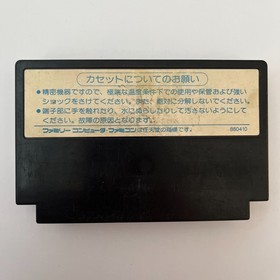 カセットについてのお願い
●精密機器ですので、極端な温度条件下での使用や保管および強い
ショックをさけてください。また、絶対に分解しないでください。
●端子部に手を触れたり、水にぬらしたりして汚さないようにして
ください。故障の原因となります。
ファミリーコンピュータ・ファミコンは任天堂の商標です。 860410